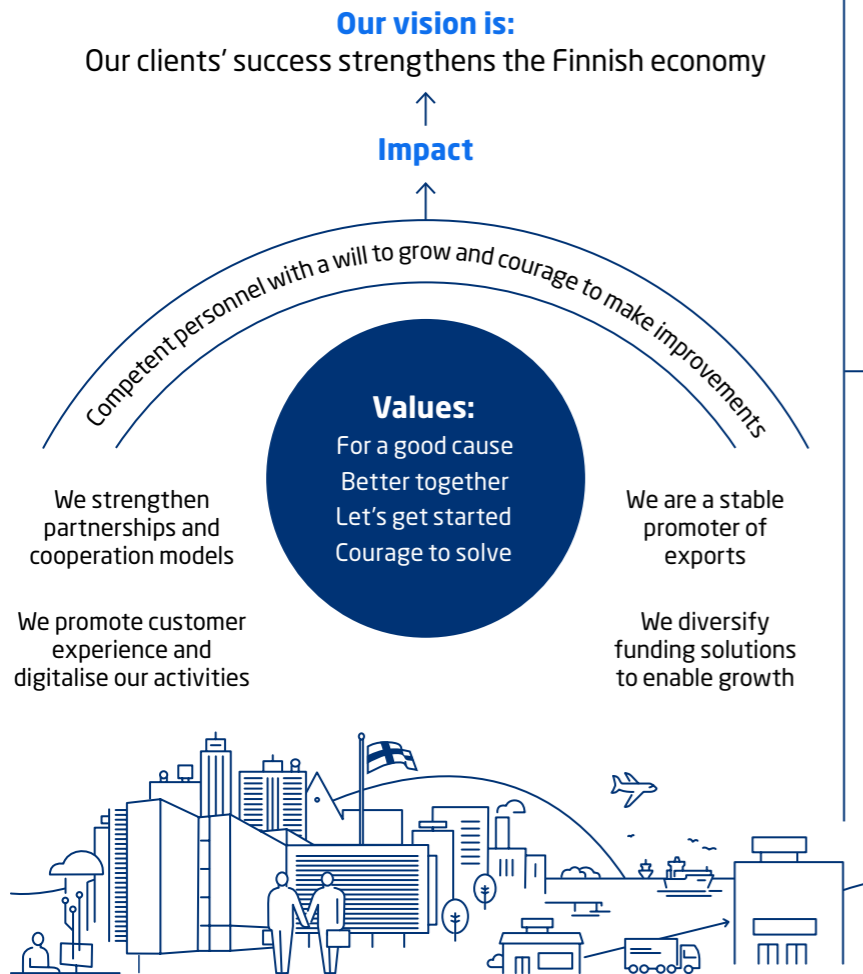 Our vision is:
Our clients’ success strengthens the Finnish economy
Impact
Competent personnel with a will to grow and courage to make improvements
Values:
For a good cause
Better together
Let’s get started
Courage to solve
We strengthen
partnerships and
cooperation models
We promote customer
experience and
digitalise our activities
We are a stable
promoter of
exports
We diversify
funding solutions
to enable growth